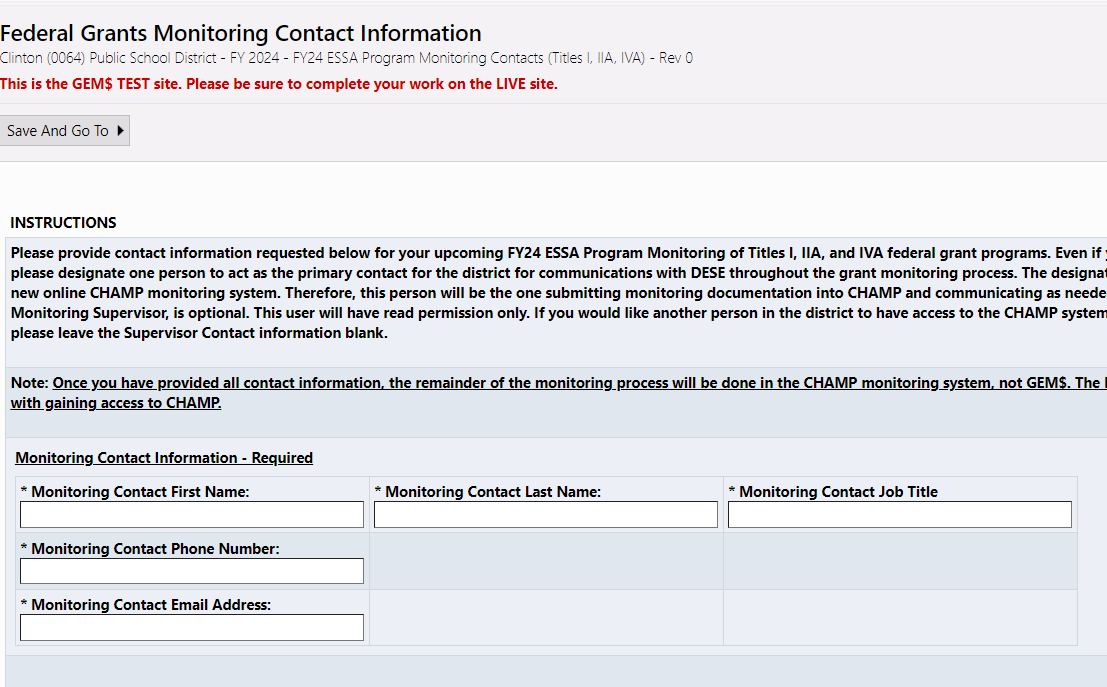 Federal Grants Monitoring Contact Information
Clinton (0064) Public School District - FY 2024 - FY24 ESSA Program Monitoring Contacts (Titles I, IIA, IVA) - Rev 0
This is the GEM$ TEST site. Please be sure to complete your work on the LIVE site.
Save And Go To
INSTRUCTIONS
Please provide contact information requested below for your upcoming FY24 ESSA Program Monitoring of Titles I, IIA, and IVA federal grant programs. Even if
please designate one person to act as the primary contact for the district for communications with DESE throughout the grant monitoring process. The
new online CHAMP monitoring system. Therefore, this person will be the one submitting monitoring documentation into CHAMP and communicating as
Monitoring Supervisor, is optional. This user will have read permission only. If you would like another person in the district to have access to the CHAMP system
please leave the Supervisor Contact information blank.
Note: Once you have provided all contact information, the remainder of the monitoring process will be done in the CHAMP monitoring system, not GEM$. The
with gaining access to CHAMP.
Monitoring Contact Information - Required
* Monitoring Contact First Name:
* Monitoring Contact Last Name:
* Monitoring Contact Job Title
* Monitoring Contact Phone Number:
* Monitoring Contact Email Address: